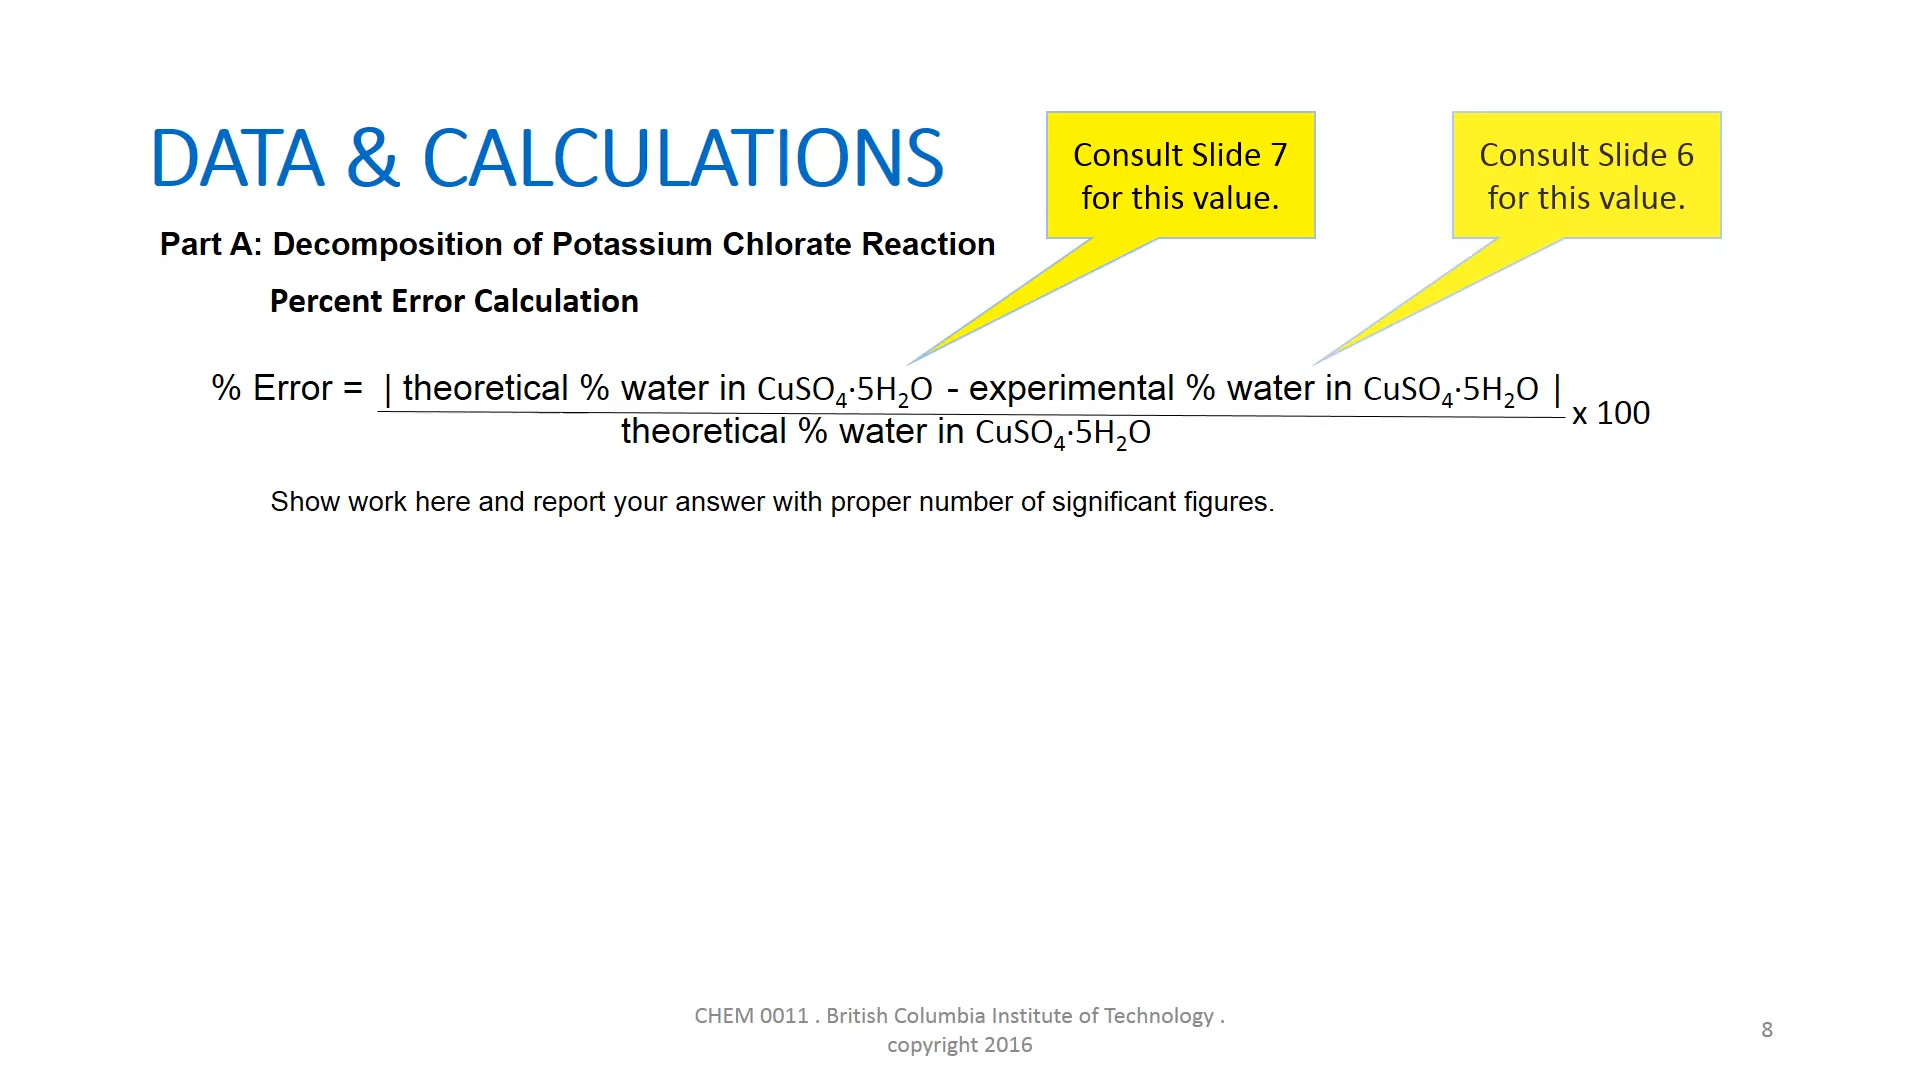 DATA & CALCULATIONS
Consult Slide 7
for this value.
Consult Slide 6
for this value.
Part A: Decomposition of Potassium Chlorate Reaction
Percent Error Calculation
% Error = | theoretical % water in CuSO₄·5H₂O - experimental % water in CuSO₄·5H₂O |
x 100
theoretical % water in CuSO₄·5H₂O
Show work here and report your answer with proper number of significant figures.
CHEM 0011 . British Columbia Institute of Technology .
copyright 2016
8